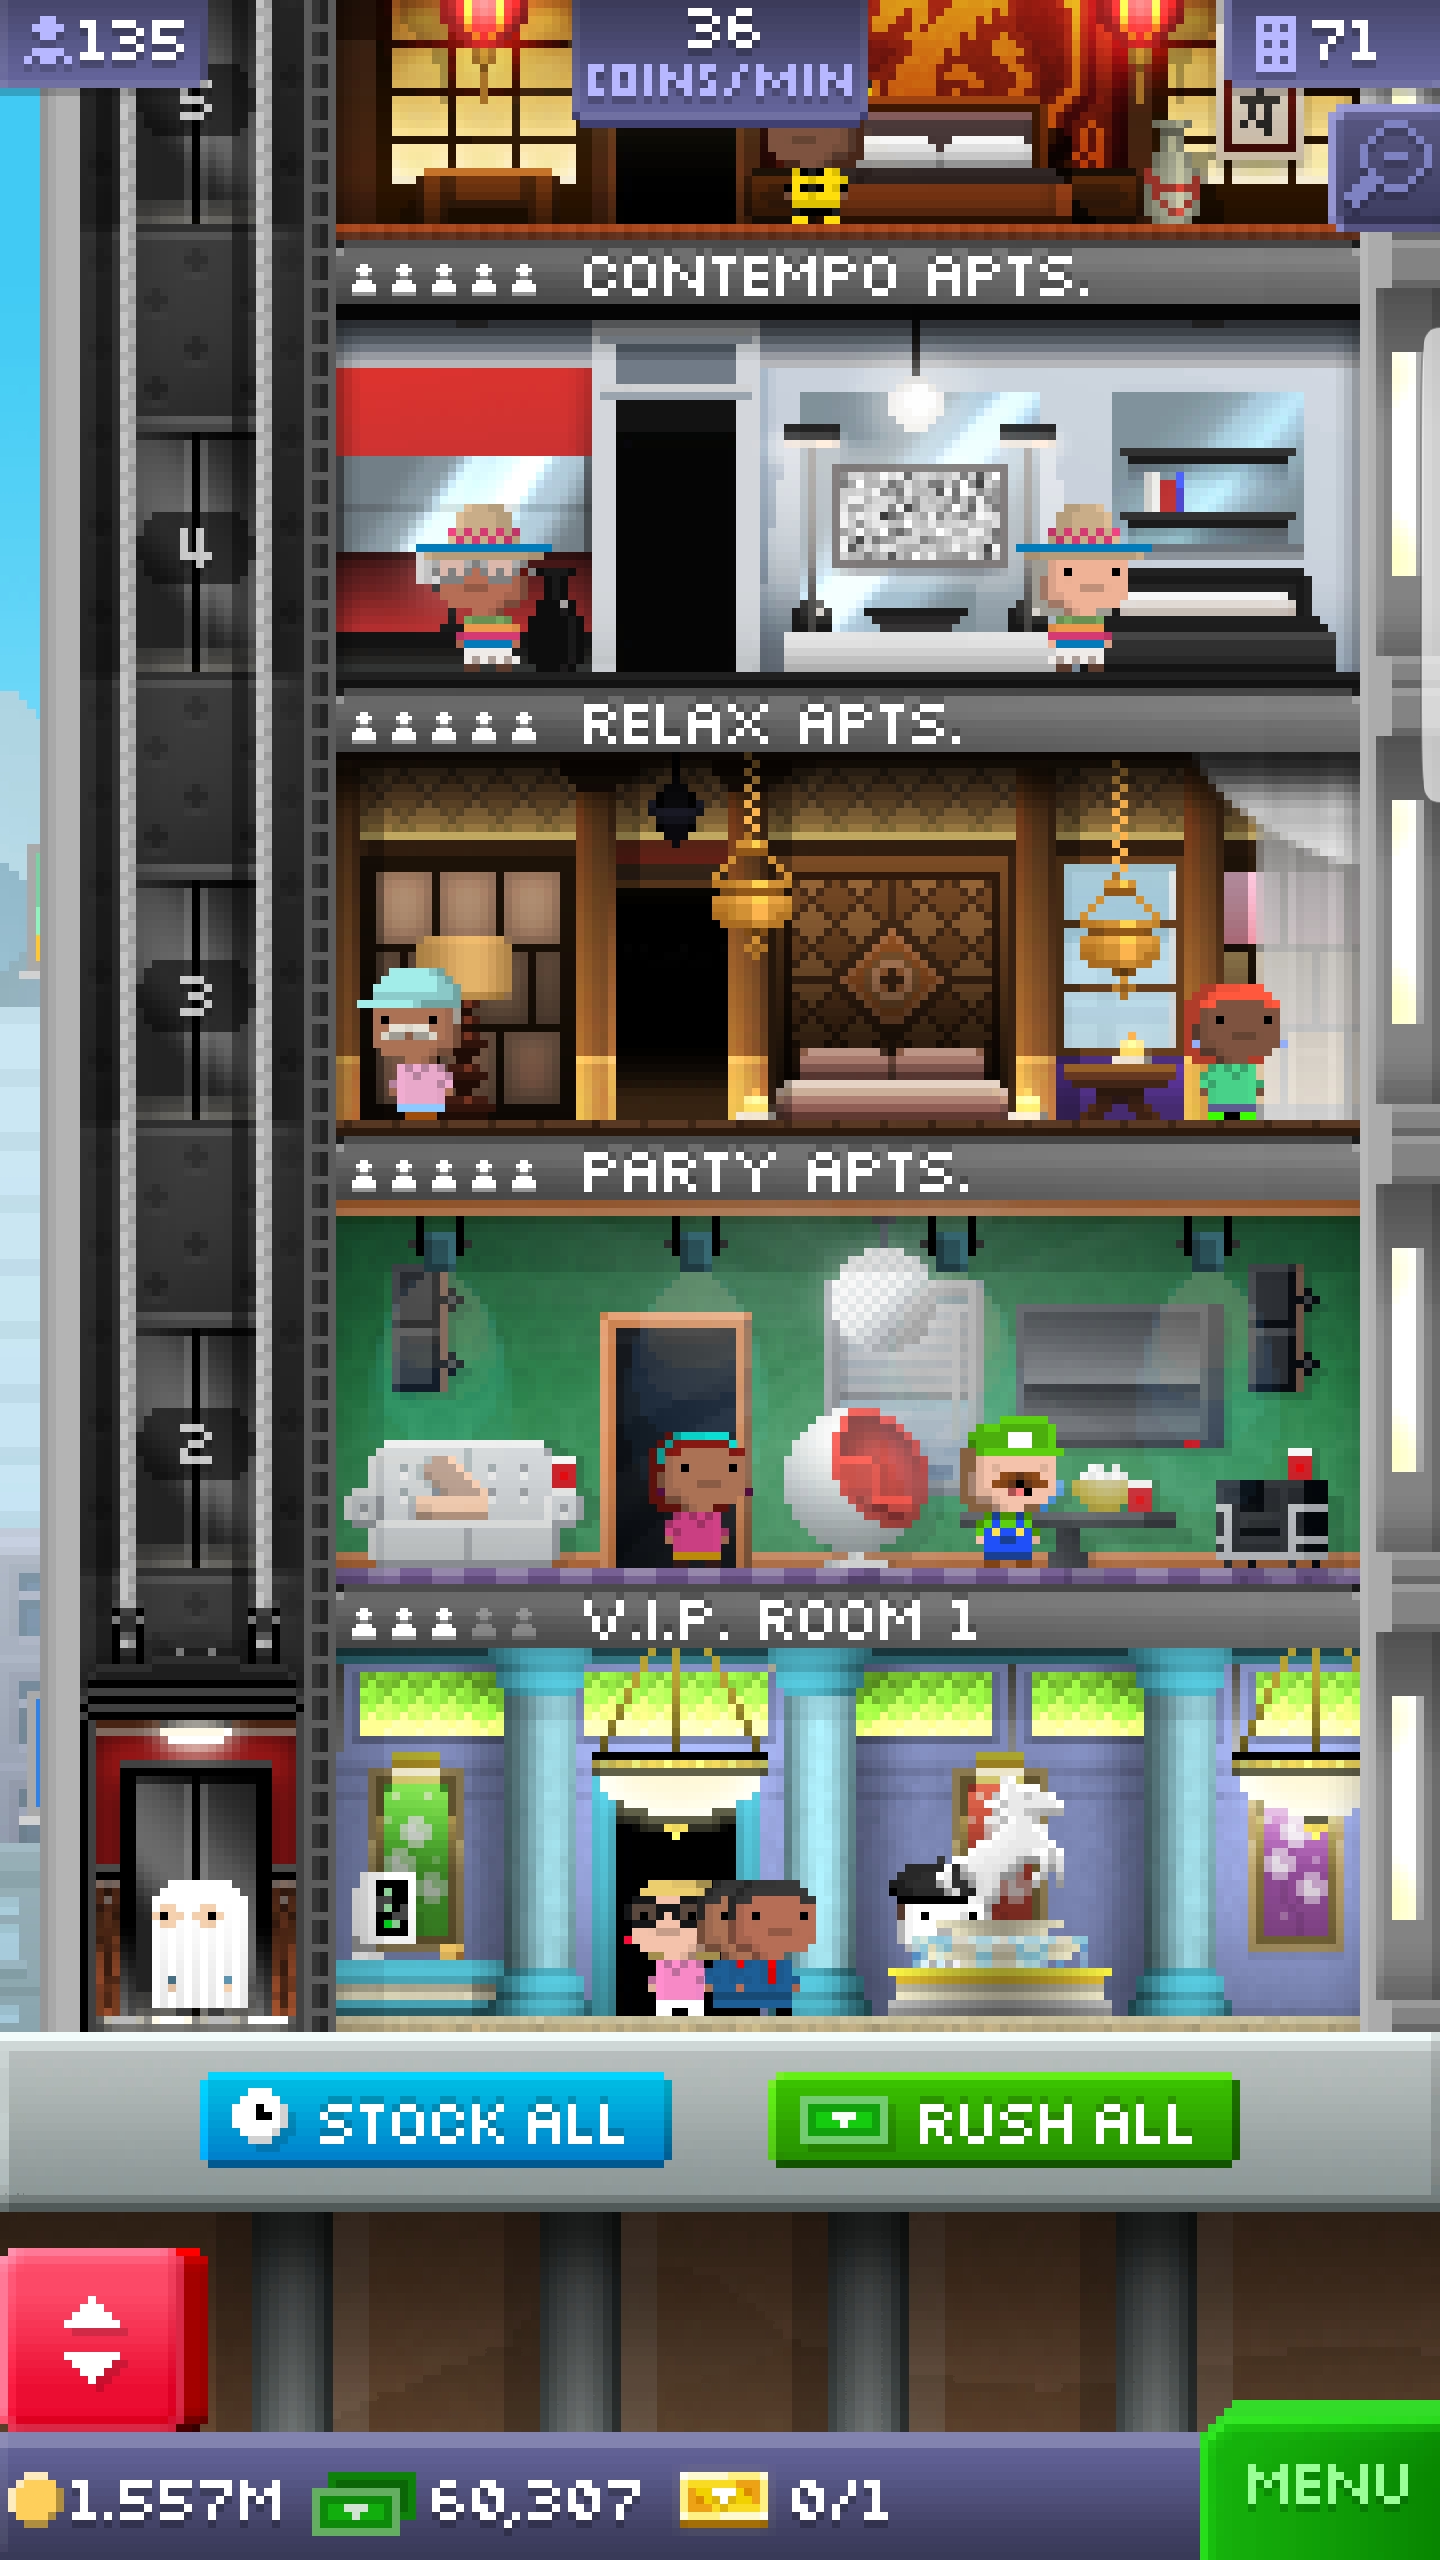 135
36
COINS/MIN
71
5
CONTEMPO APTS.
4
RELAX APTS.
3
PARTY APTS.
2
V.I.P. ROOM 1
STOCK ALL
RUSH ALL
1.557M
60,307
0/1
MENU